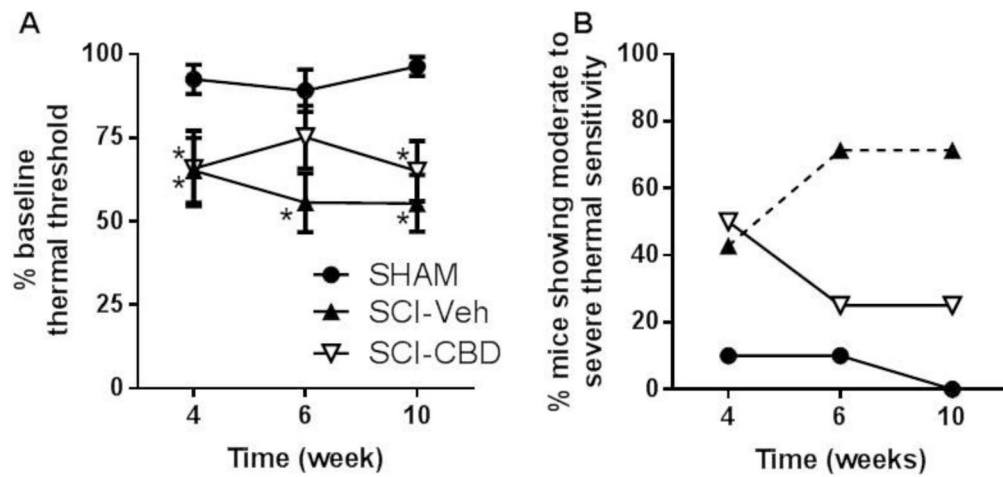 A
% baseline
thermal threshold
100
75
50
25
0
*
*
*
*
*
SHAM
SCI-Veh
SCI-CBD
4
6
10
Time (week)
B
% mice showing moderate to
severe thermal sensitivity
100
80
60
40
20
0
4
6
10
Time (weeks)